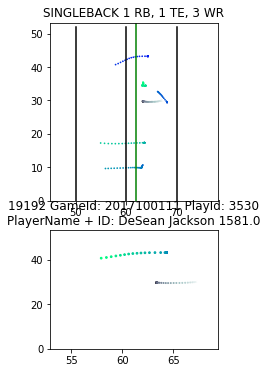 SINGLEBACK 1 RB, 1 TE, 3 WR
50
40
30
20
10
0
50 60 70
19192 GameId: 2017100111 PlayId: 3530
PlayerName + ID: DeSean Jackson 1581.0
40
20
0
55 60 65